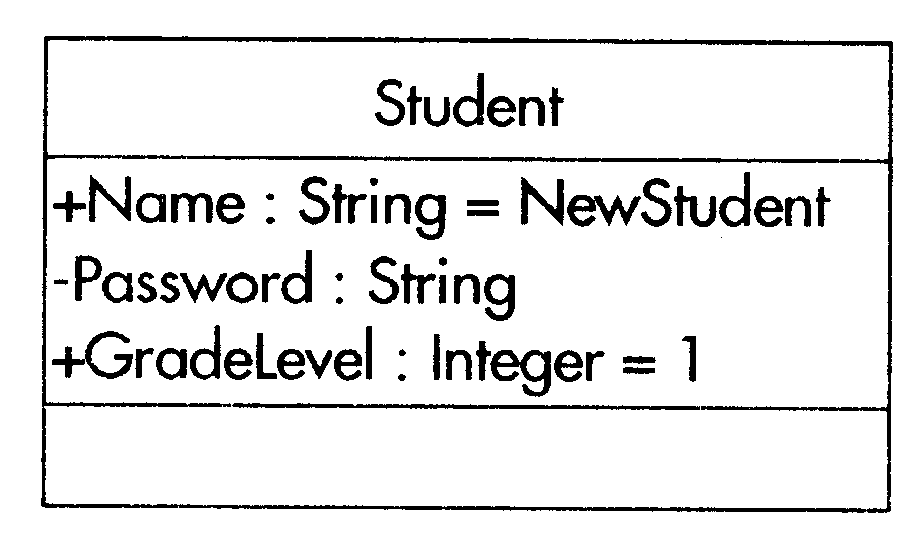 Student
+Name : String = NewStudent
-Password : String
+GradeLevel : Integer = 1